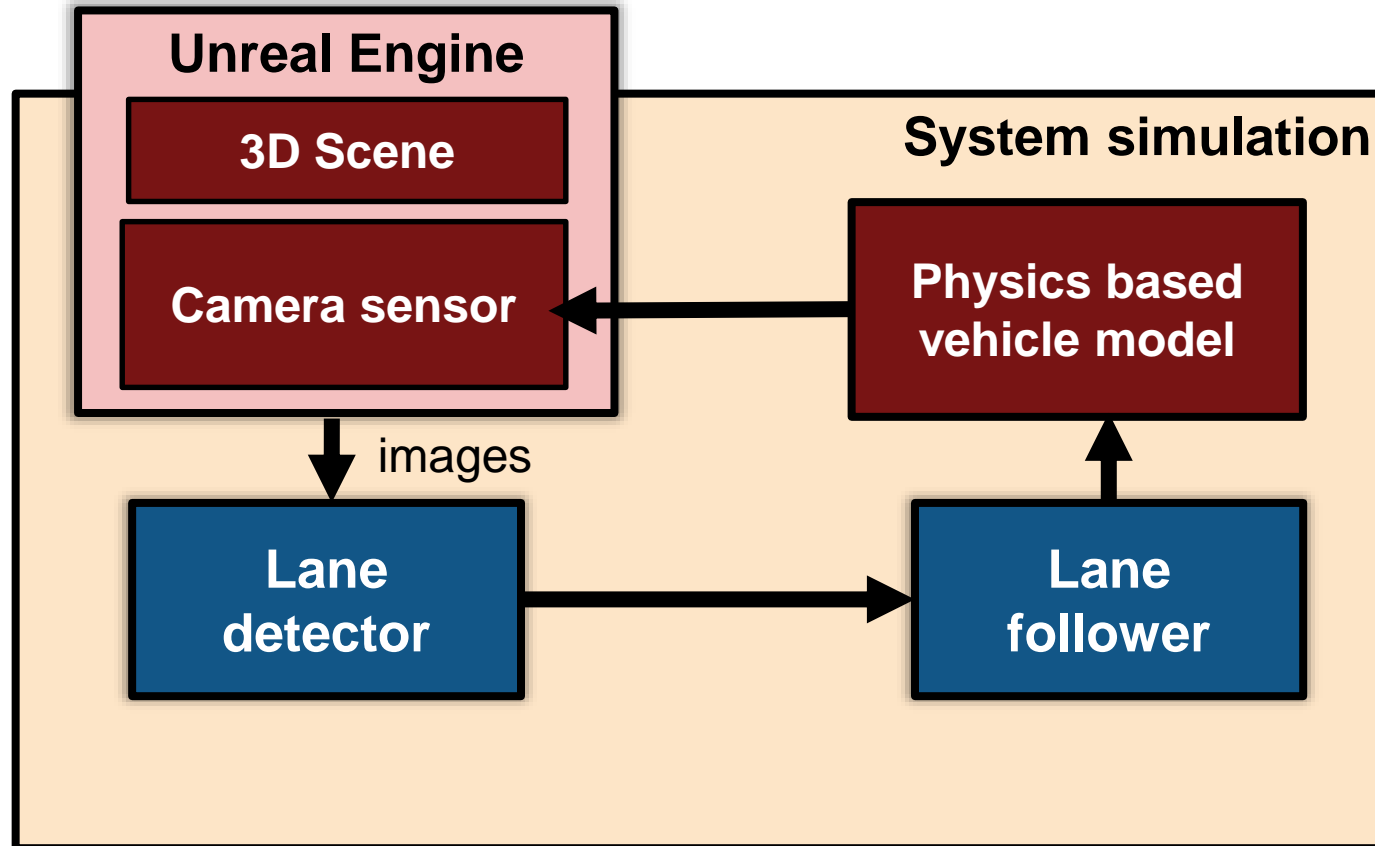 Unreal Engine
System simulation
3D Scene
Camera sensor
Physics based
vehicle model
images
Lane
detector
Lane
follower